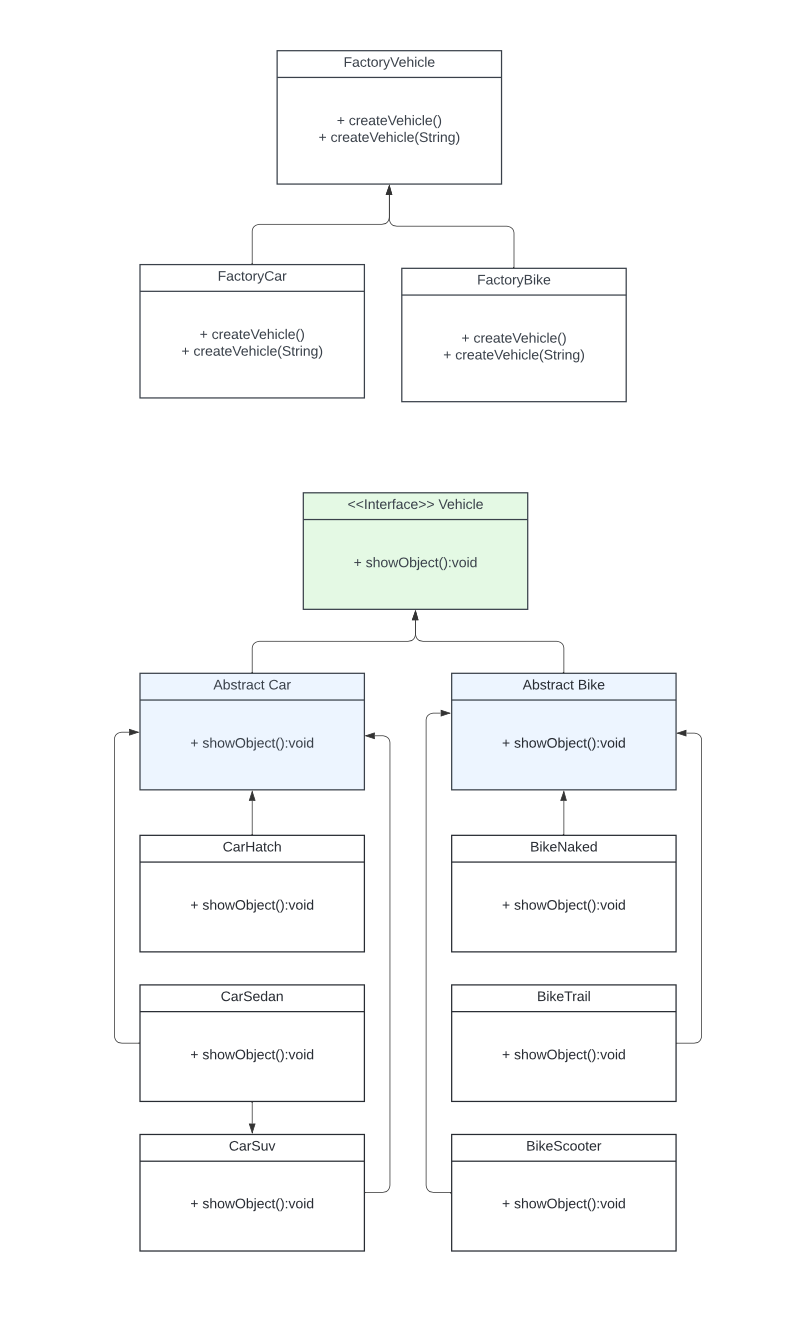 FactoryVehicle
+ createVehicle()
+ createVehicle(String)
FactoryCar
+ createVehicle()
+ createVehicle(String)
FactoryBike
+ createVehicle()
+ createVehicle(String)
<<Interface>> Vehicle
+ showObject():void
Abstract Car
+ showObject():void
Abstract Bike
+ showObject():void
CarHatch
+ showObject():void
BikeNaked
+ showObject():void
CarSedan
+ showObject():void
BikeTrail
+ showObject():void
CarSuv
+ showObject():void
BikeScooter
+ showObject():void